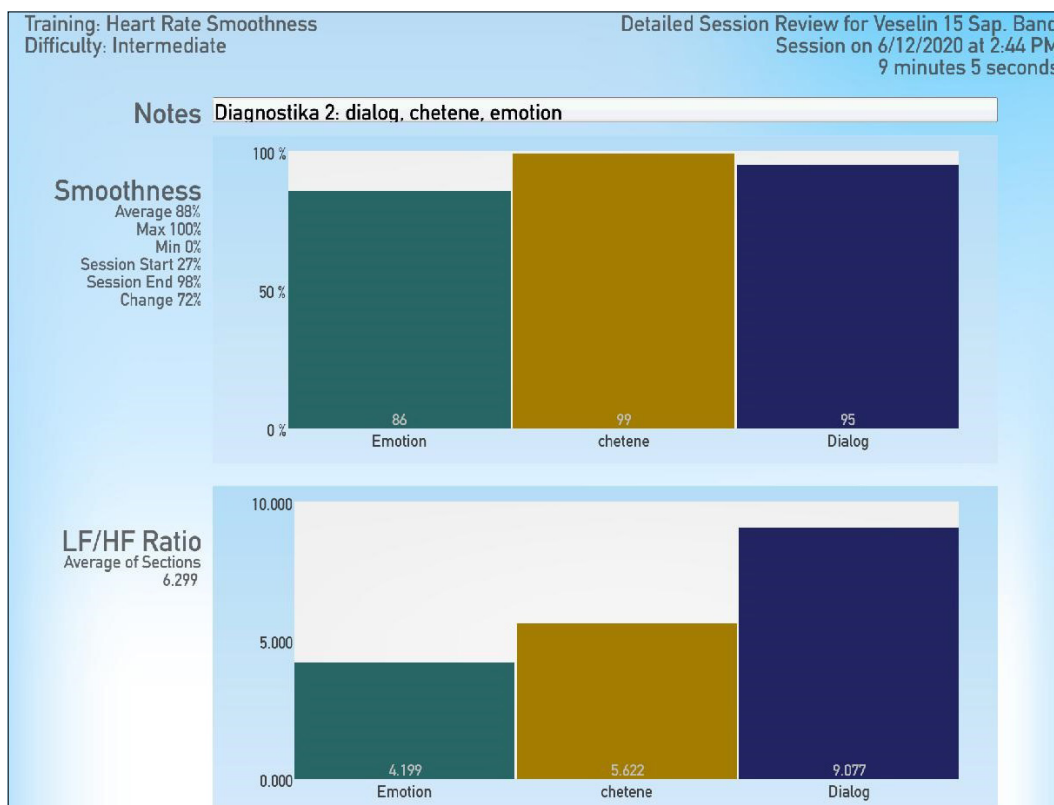 Training: Heart Rate Smoothness
Difficulty: Intermediate
Detailed Session Review for Veselin 15 Sap. Band
Session on 6/12/2020 at 2:44 PM
9 minutes 5 seconds
Notes Diagnostika 2: dialog, chetene, emotion
Smoothness
Average 88%
Max 100%
Min 0%
Session Start 27%
Session End 98%
Change 72%
100 %
50 %
0 %
86 99 95
Emotion chetene Dialog
LF/HF Ratio
Average of Sections
6.299
10.000
5.000
0.000
4.199 5.622 9.077
Emotion chetene Dialog